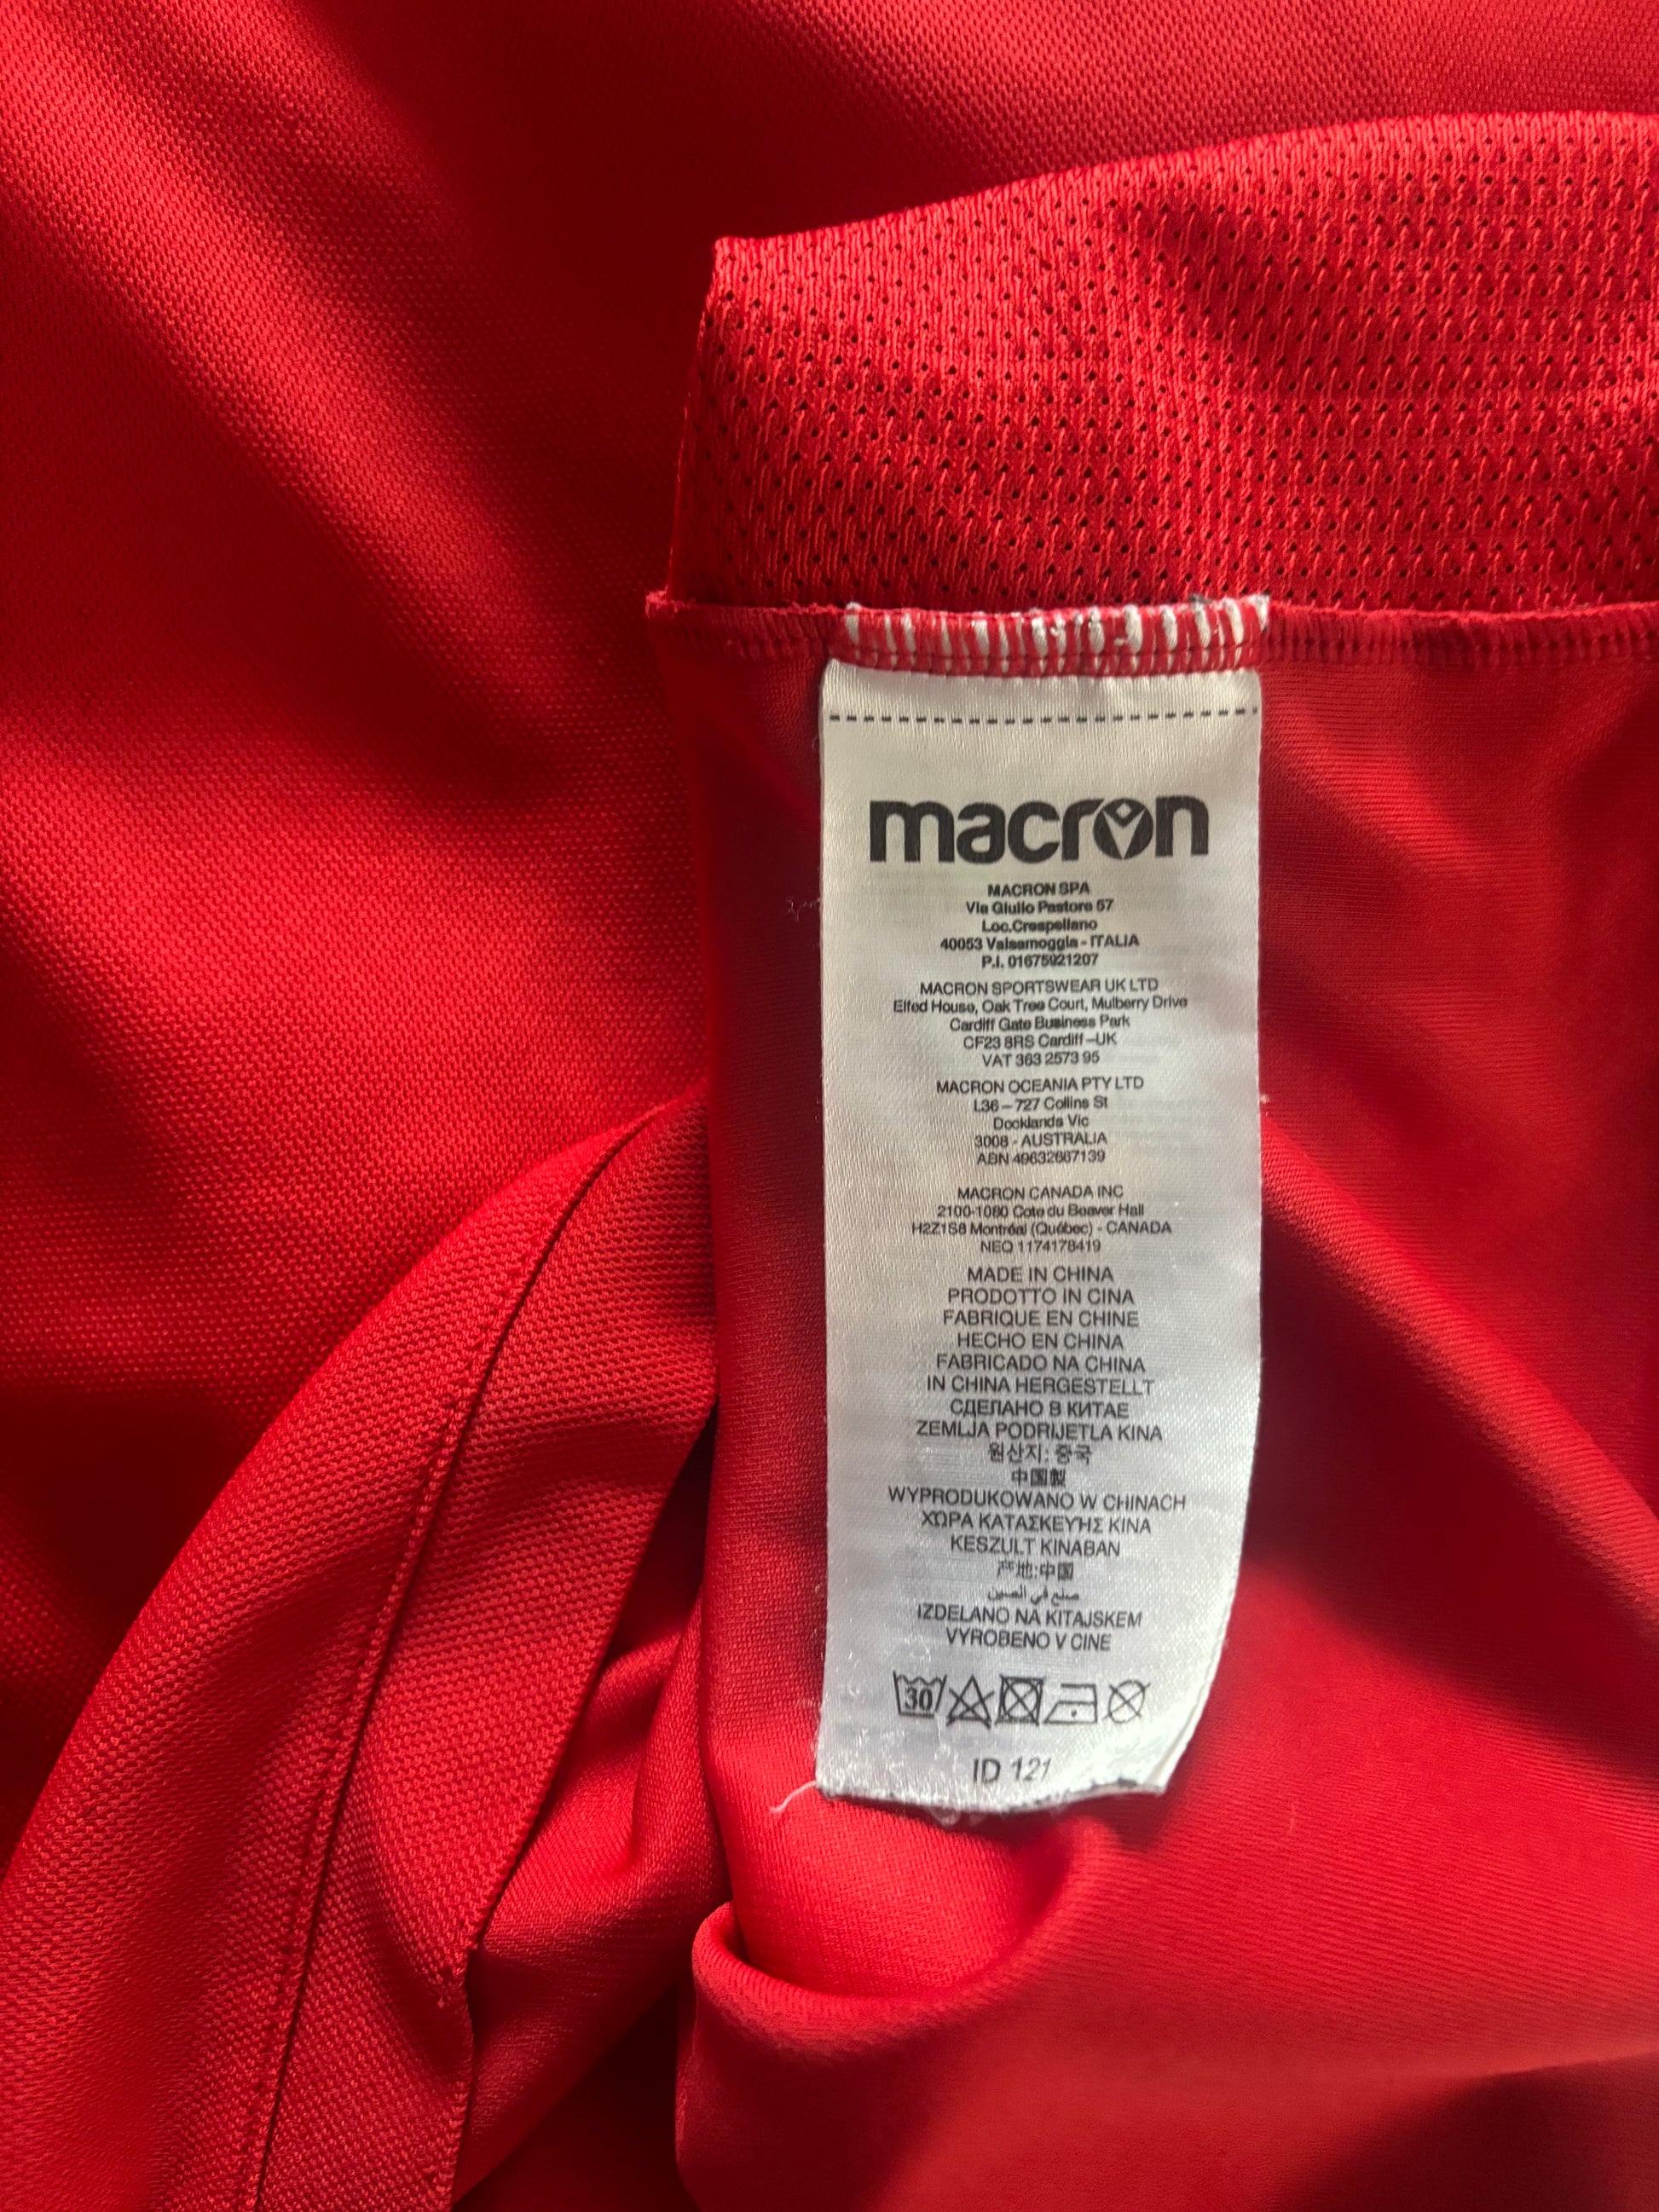 macron
MACRON SPA
Via Giulio Pastore 57
Loc.Crespellano
40053 Valsamoggia - ITALIA
P.I. 01675921207
MACRON SPORTSWEAR UK LTD
Elfed House, Oak Tree Court, Mulberry Drive
Cardiff Gate Business Park
CF23 8RS Cardiff –UK
VAT 363 2573 95
MACRON OCEANIA PTY LTD
L36 – 727 Collins St
Docklands Vic
3008 - AUSTRALIA
ABN 49632667139
MACRON CANADA INC
2100-1080 Cote du Beaver Hall
H2Z1S8 Montréal (Québec) - CANADA
NEQ 1174178419
MADE IN CHINA
PRODOTTO IN CINA
FABRIQUE EN CHINE
HECHO EN CHINA
FABRICADO NA CHINA
IN CHINA HERGESTELLT
СДЕЛАНО В КИТАЕ
ZEMLJA PODRIJETLA KINA
원산지: 중국
中国製
WYPRODUKOWANO W CHINACH
ΧΩΡΑ ΚΑΤΑΣΚΕΥΗΣ ΚΙΝΑ
KESZULT KINABAN
产地:中国
صنع في الصين
IZDELANO NA KITAJSKEM
VYROBENO V CINE
30
ID 121